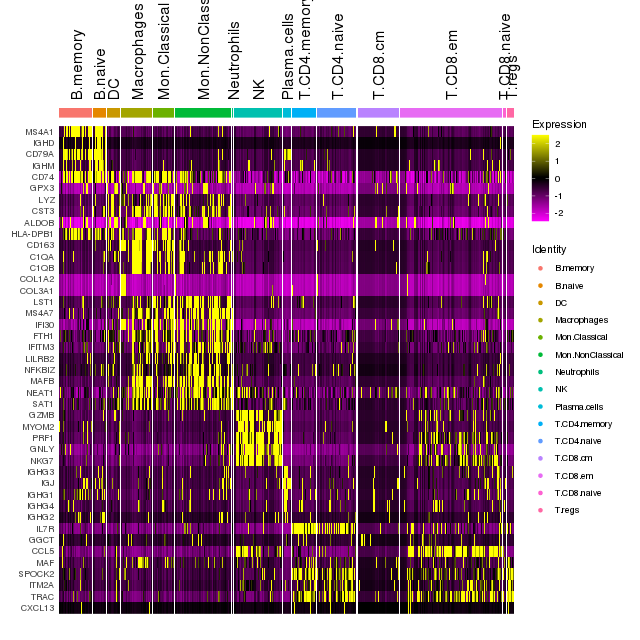 B.memory
B.naive
DC
Macrophages
Mon.Classical
Mon.NonClass
Neutrophils
NK
Plasma.cells
T.CD4.memory
T.CD4.naive
T.CD8.cm
T.CD8.em
T.CD8.naive
T.regs
MS4A1
IGHD
CD79A
IGHM
CD74
GPX3
LYZ
CST3
ALDOB
HLA-DPB1
CD163
C1QA
C1QB
COL1A2
COL3A1
LST1
MS4A7
IFI30
FTH1
IFITM3
LILRB2
NFKBIZ
MAFB
NEAT1
SAT1
GZMB
MYOM2
PRF1
GNLY
NKG7
IGHG3
IGJ
IGHG1
IGHG4
IGHG2
IL7R
GGCT
CCL5
MAF
SPOCK2
ITM2A
TRAC
CXCL13
Expression
2
1
0
-1
-2
Identity
B.memory
B.naive
DC
Macrophages
Mon.Classical
Mon.NonClassical
Neutrophils
NK
Plasma.cells
T.CD4.memory
T.CD4.naive
T.CD8.cm
T.CD8.em
T.CD8.naive
T.regs